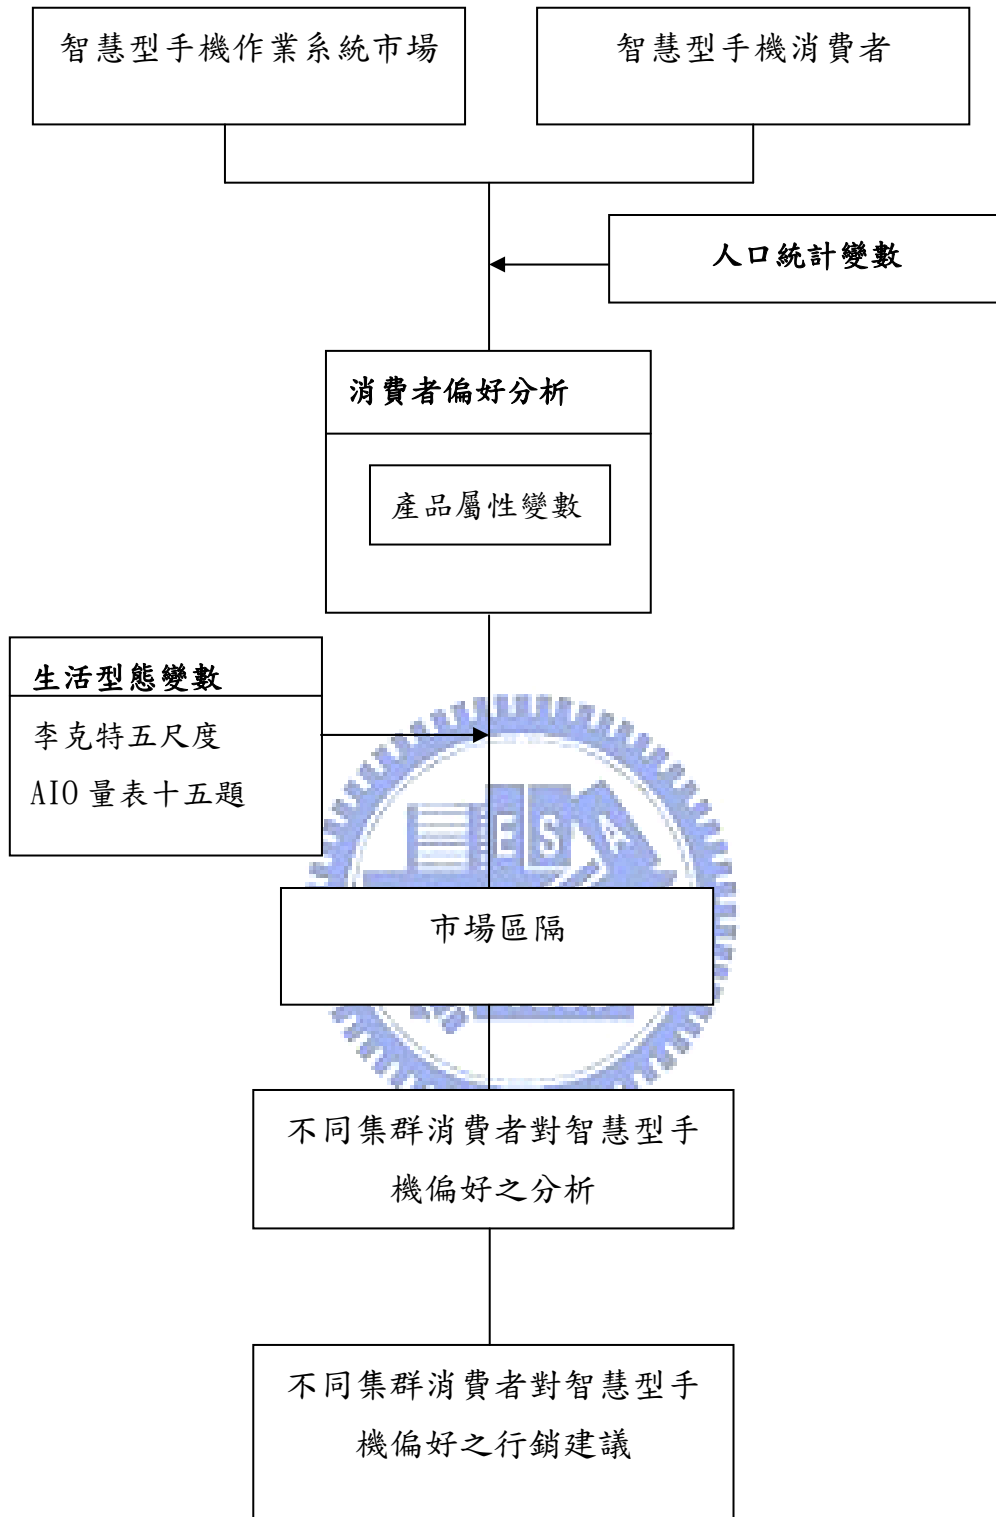 智慧型手機作業系統市場
智慧型手機消費者
人口統計變數
消費者偏好分析
產品屬性變數
生活型態變數
李克特五尺度
AIO 量表十五題
ESA
市場區隔
不同集群消費者對智慧型手
機偏好之分析
不同集群消費者對智慧型手
機偏好之行銷建議